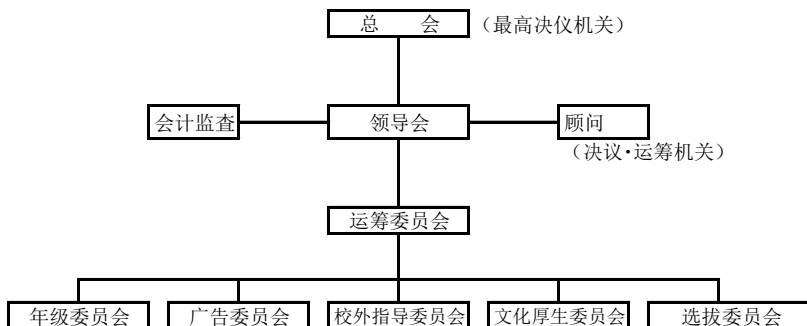 总 会 （最高决仪机关）
会计监査 领导会 顾问
（决议·运筹机关）
运筹委员会
年级委员会 广告委员会 校外指导委员会 文化厚生委员会 选拔委员会